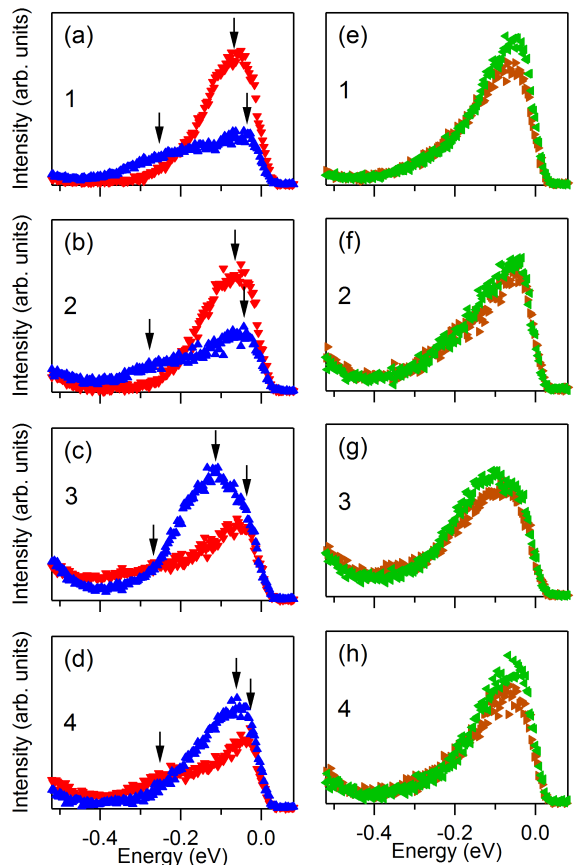 (a)
1
Intensity (arb. units)
(e)
1
(b)
2
Intensity (arb. units)
(f)
2
(c)
3
Intensity (arb. units)
(g)
3
(d)
4
Intensity (arb. units)
(h)
4
-0.4 -0.2 0.0
Energy (eV)
-0.4 -0.2 0.0
Energy (eV)